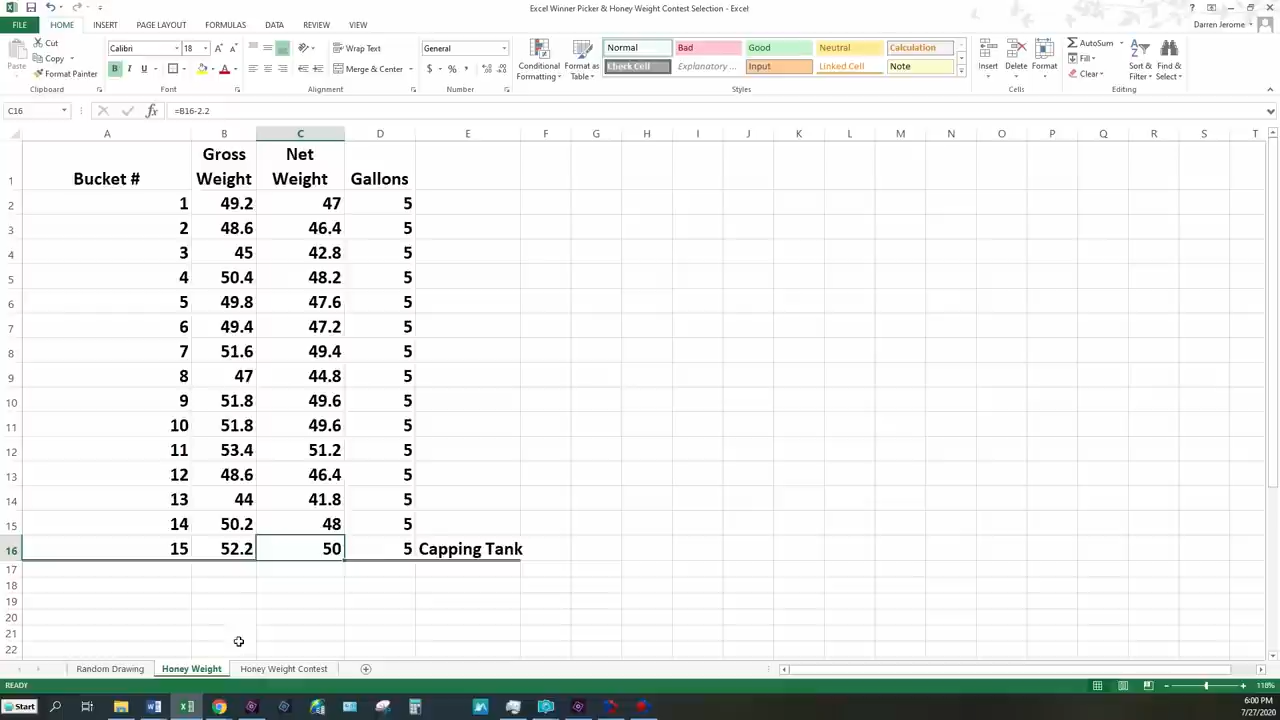 Excel Winner Picker & Honey Weight Contest Selection - Excel
FILE HOME INSERT PAGE LAYOUT FORMULAS DATA REVIEW VIEW Darren Jerome
Cut Calibri 18 Wrap Text General Normal Bad Good Neutral Calculation AutoSum
Paste Copy Conditional Formatting Format as Table Insert Delete Format Fill Sort & Filter Find & Select
Format Painter B U A Merge & Center $ % , Check Cell Explanatory ... Input Linked Cell Note Clear
Clipboard Font Alignment Number Styles Cells Editing
C16 fx =B16-2.2
A B C D E F G H I J K L M N O P Q R S T
1 Bucket # Gross Weight Net Weight Gallons
2 1 49.2 47 5
3 2 48.6 46.4 5
4 3 45 42.8 5
5 4 50.4 48.2 5
6 5 49.8 47.6 5
7 6 49.4 47.2 5
8 7 51.6 49.4 5
9 8 47 44.8 5
10 9 51.8 49.6 5
11 10 51.8 49.6 5
12 11 53.4 51.2 5
13 12 48.6 46.4 5
14 13 44 41.8 5
15 14 50.2 48 5
16 15 52.2 50 5 Capping Tank
17
18
19
20
21
22
Random Drawing Honey Weight Honey Weight Contest
READY 118%
Start 6:00 PM
7/27/2020